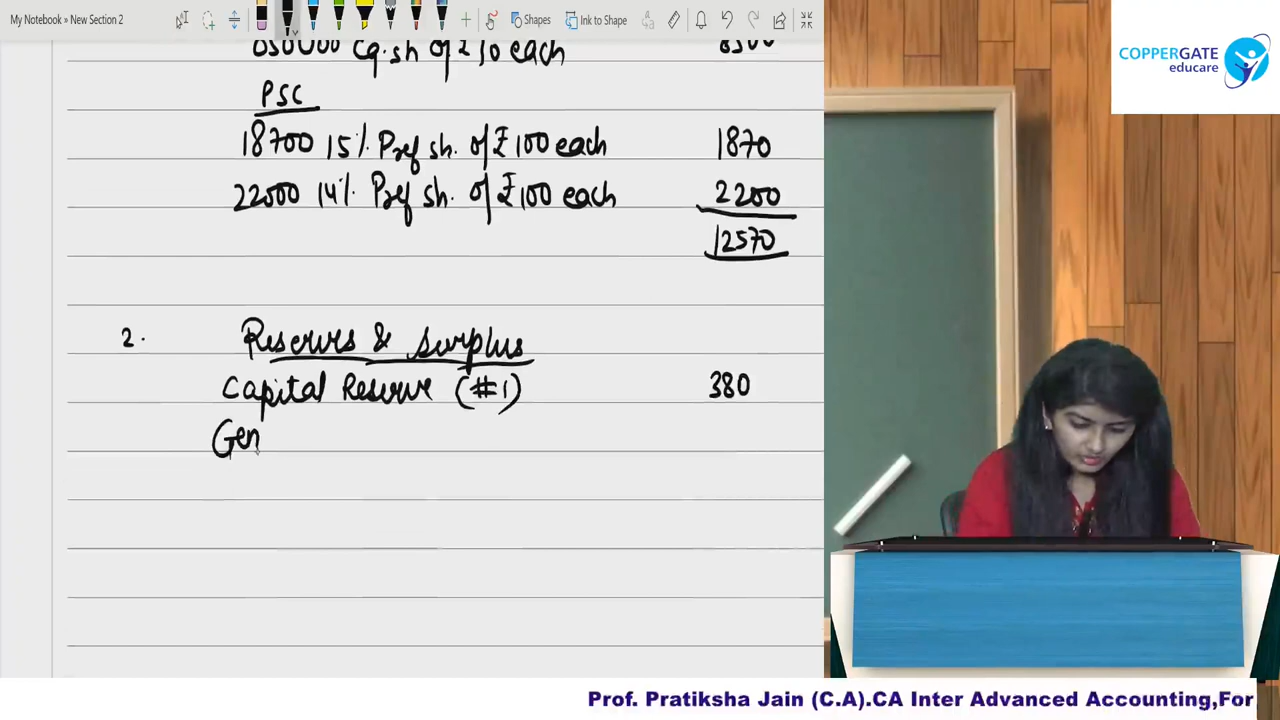 My Notebook » New Section 2
Shapes
Ink to Shape
COPPERGATE
educare
850000 Eq. sh of ₹ 10 each 8500
PSC
18700 15% Pref sh. of ₹ 100 each 1870
22000 14% Pref sh. of ₹ 100 each 2200
12570
2. Reserves & Surplus
Capital Reserve (#1) 380
Gen
Prof. Pratiksha Jain (C.A).CA Inter Advanced Accounting,For